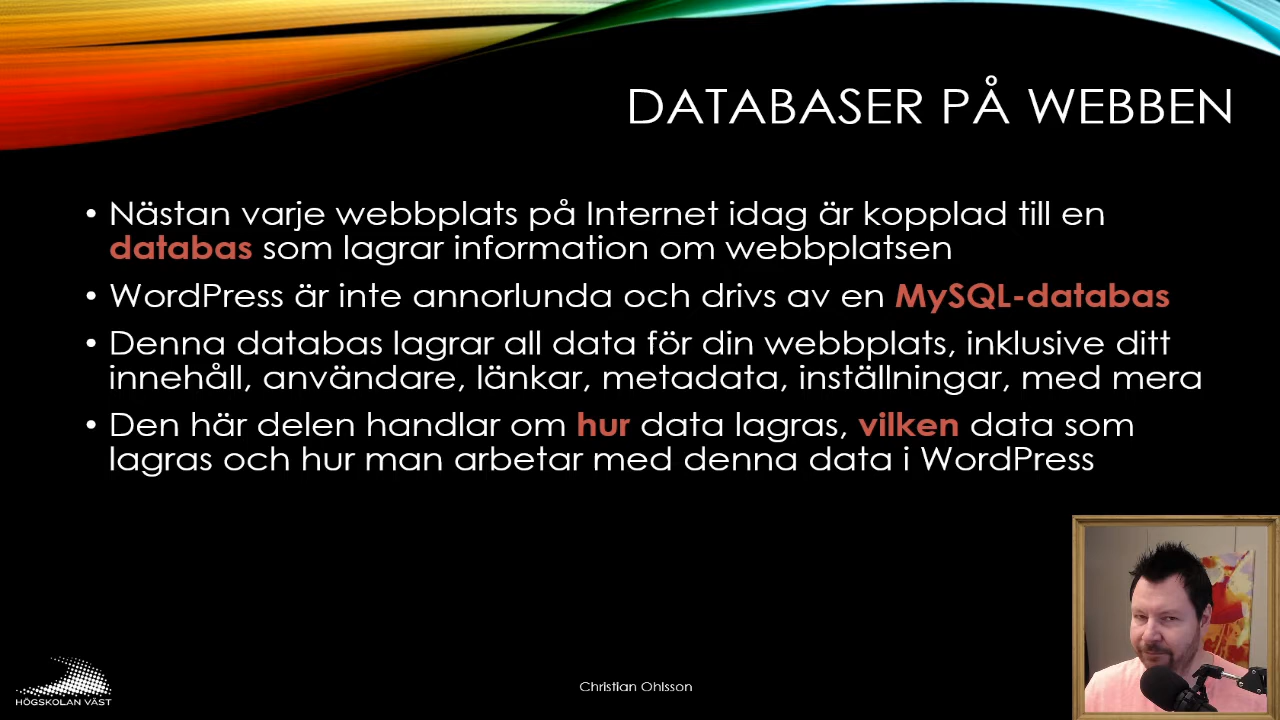 DATABASER PÅ WEBBEN
• Nästan varje webbplats på Internet idag är kopplad till en
databas som lagrar information om webbplatsen
• WordPress är inte annorlunda och drivs av en MySQL-databas
• Denna databas lagrar all data för din webbplats, inklusive ditt
innehåll, användare, länkar, metadata, inställningar, med mera
• Den här delen handlar om hur data lagras, vilken data som
lagras och hur man arbetar med denna data i WordPress
HÖGSKOLAN VÄST
Christian Ohlsson